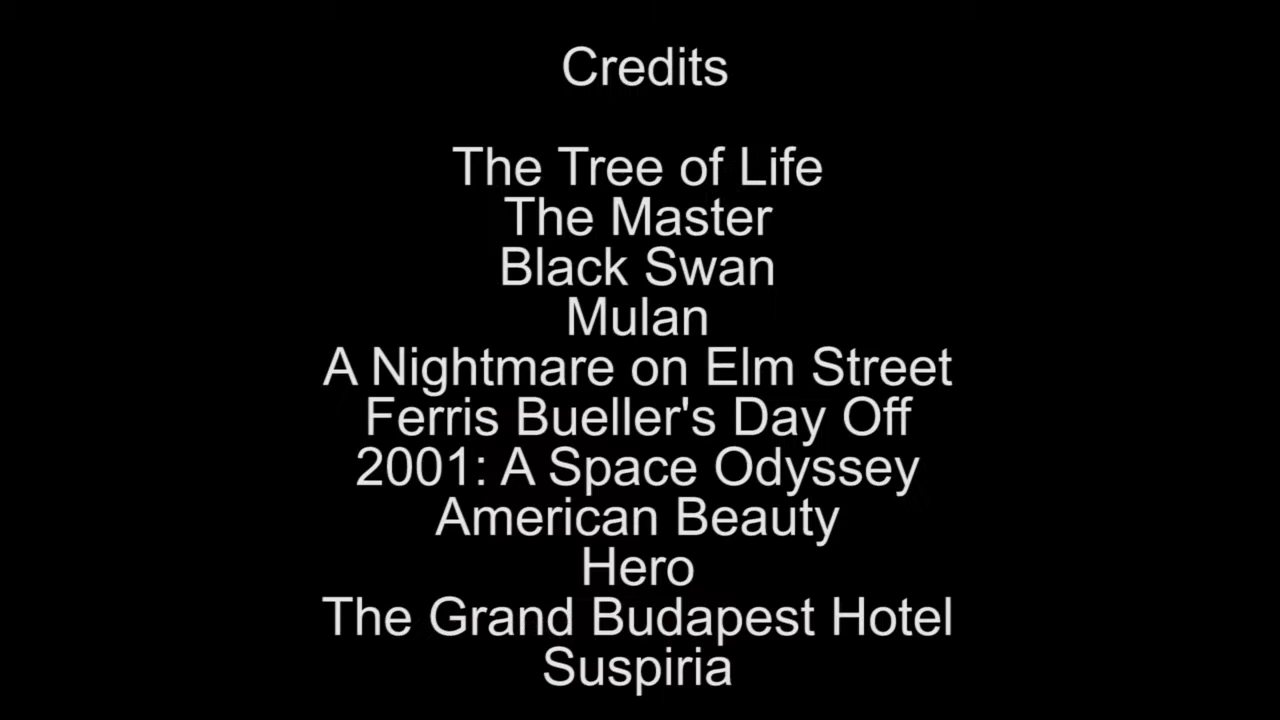 Credits
The Tree of Life
The Master
Black Swan
Mulan
A Nightmare on Elm Street
Ferris Bueller's Day Off
2001: A Space Odyssey
American Beauty
Hero
The Grand Budapest Hotel
Suspiria